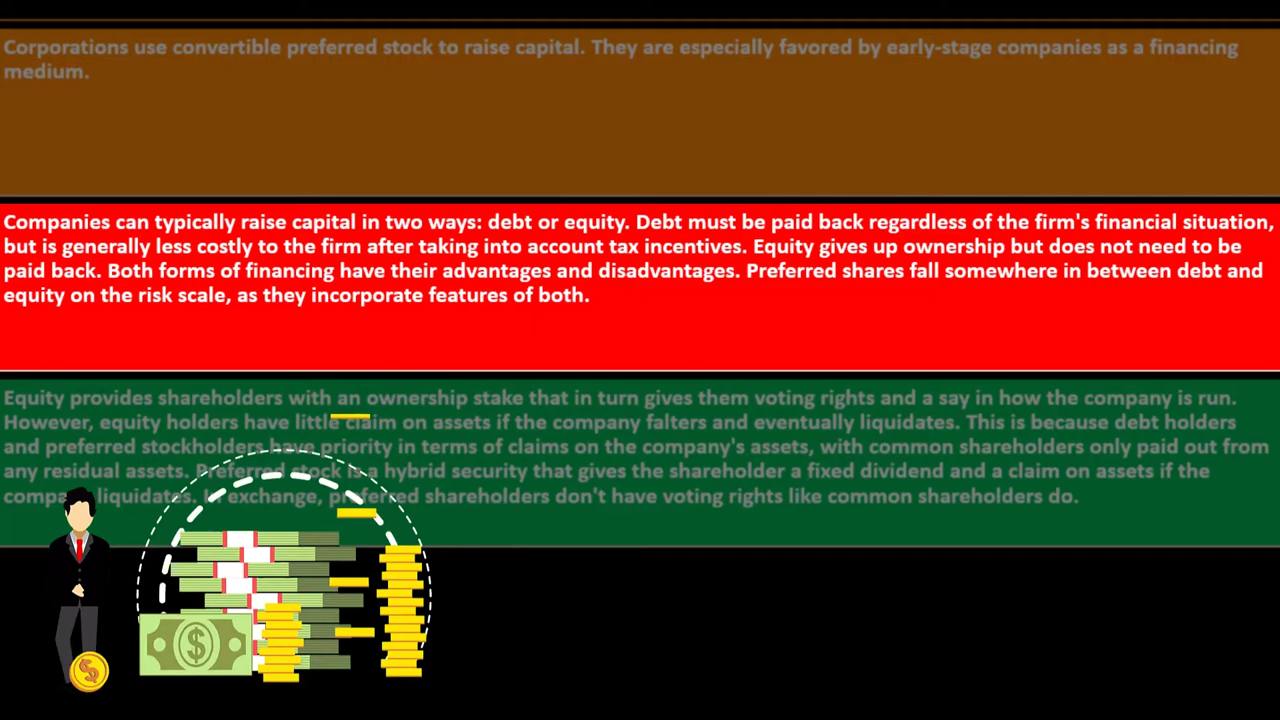 Corporations use convertible preferred stock to raise capital. They are especially favored by early-stage companies as a financing
medium.
Companies can typically raise capital in two ways: debt or equity. Debt must be paid back regardless of the firm's financial situation,
but is generally less costly to the firm after taking into account tax incentives. Equity gives up ownership but does not need to be
paid back. Both forms of financing have their advantages and disadvantages. Preferred shares fall somewhere in between debt and
equity on the risk scale, as they incorporate features of both.
Equity provides shareholders with an ownership stake that in turn gives them voting rights and a say in how the company is run.
However, equity holders have little claim on assets if the company falters and eventually liquidates. This is because debt holders
and preferred stockholders have priority in terms of claims on the company's assets, with common shareholders only paid out from
any residual assets. Preferred stock is a hybrid security that gives the shareholder a fixed dividend and a claim on assets if the
company liquidates. In exchange, preferred shareholders don't have voting rights like common shareholders do.
$
$